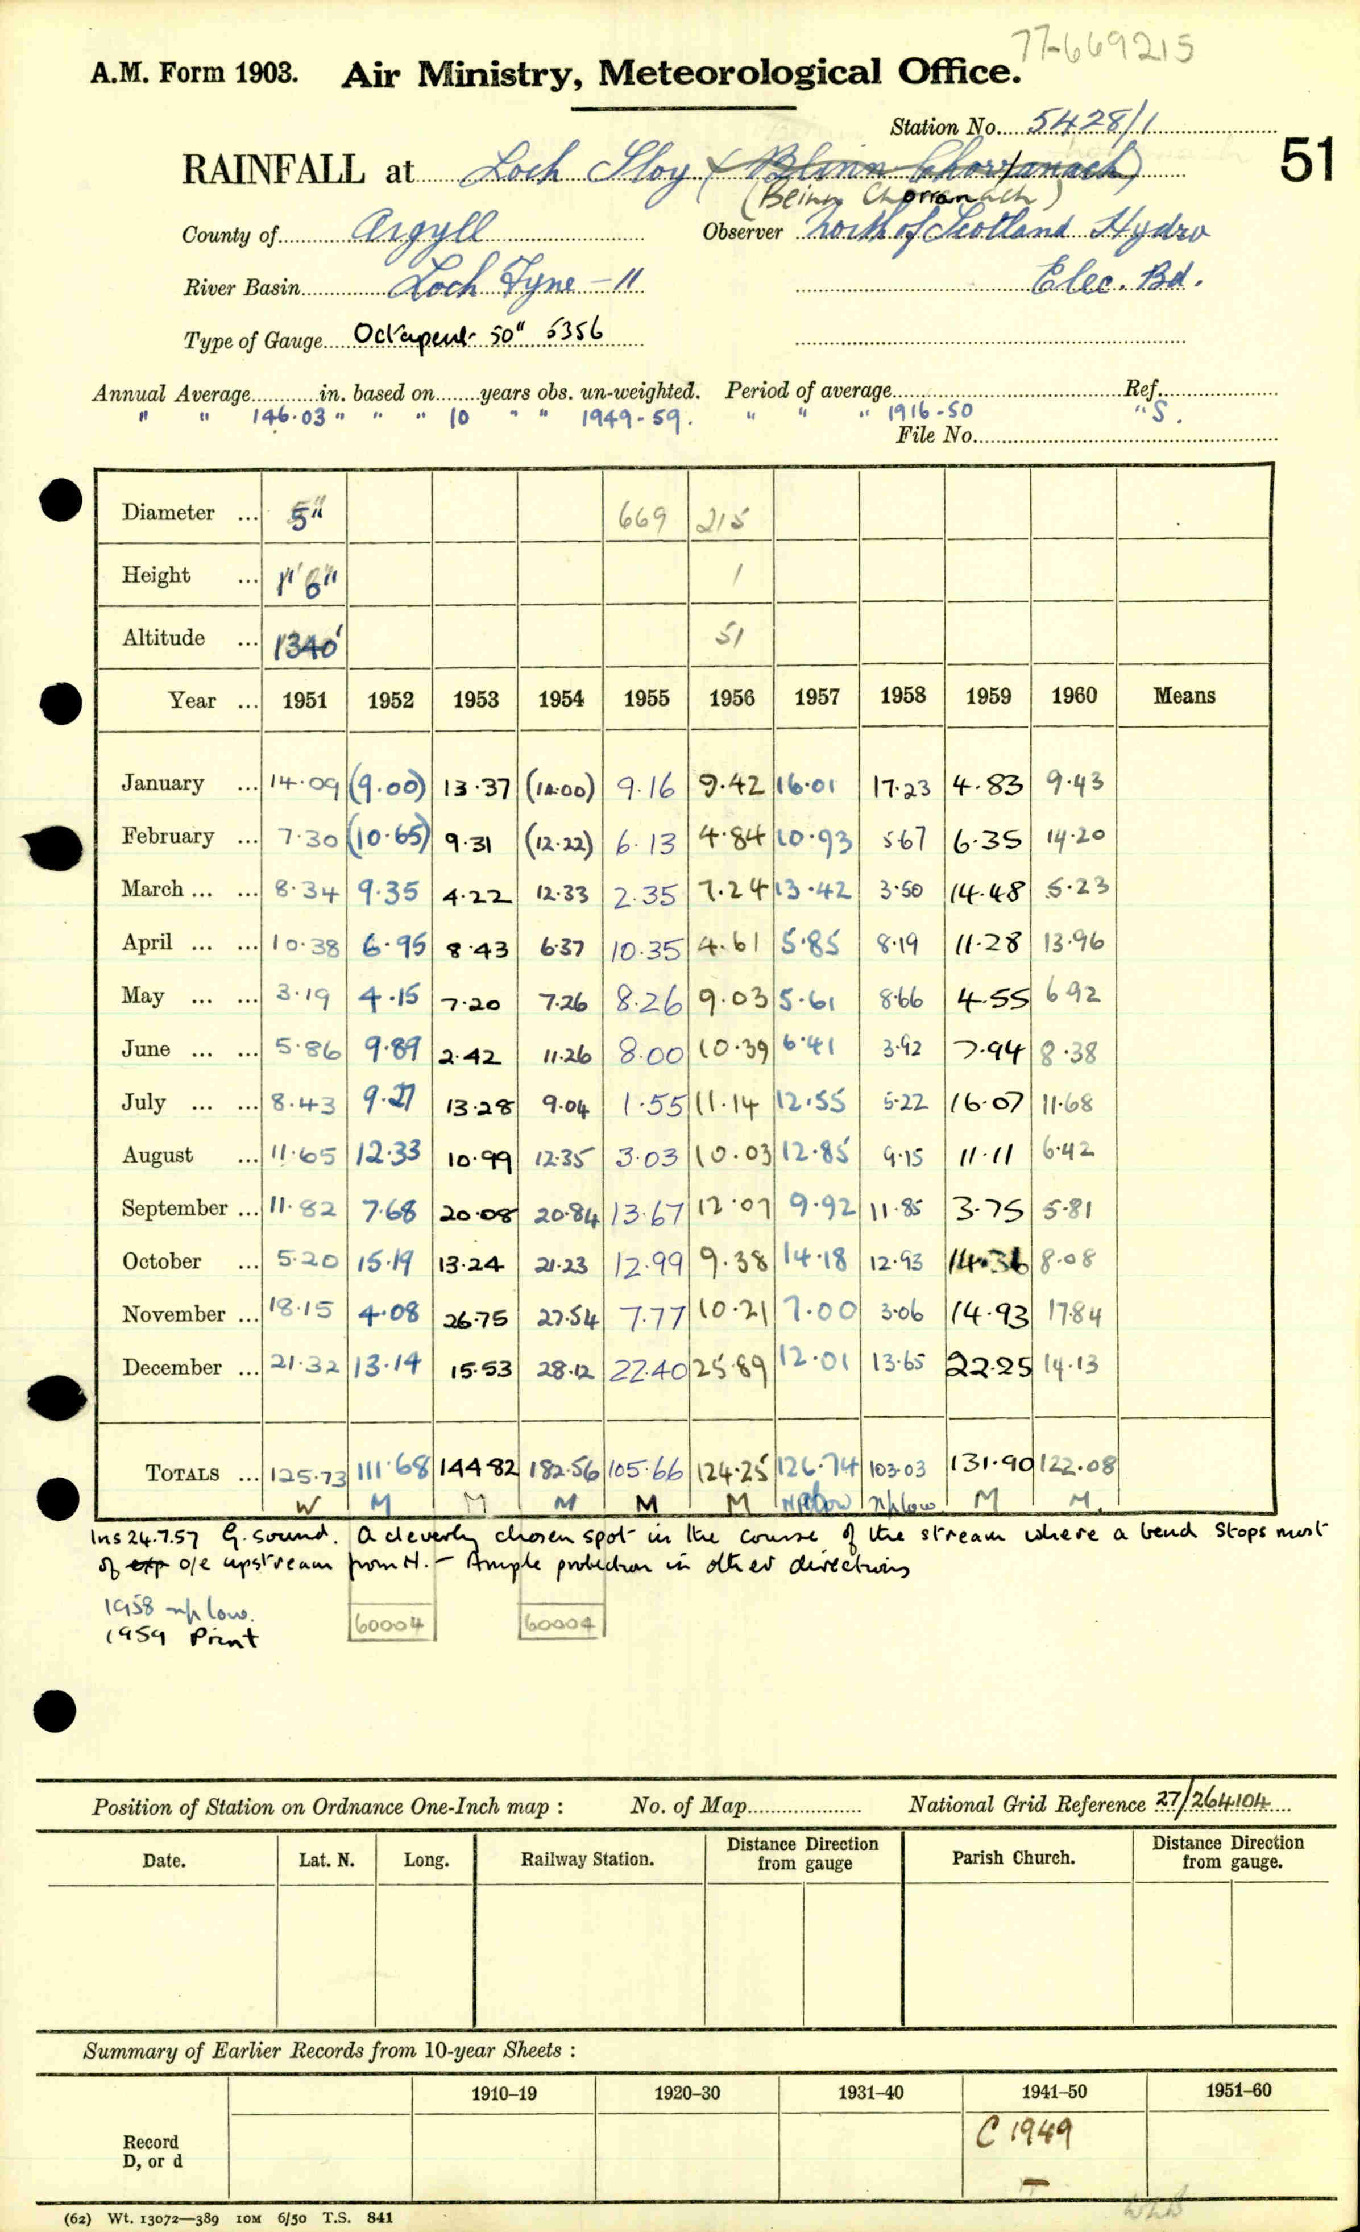 77-669215
A.M. Form 1903. Air Ministry, Meteorological Office.
Station No. 5428/1
51
RAINFALL at Loch Sloy
(Beinn Chorranach)
County of Argyll Observer North of Scotland Hydro
River Basin Loch Fyne - 11 Elec. Bd.
Type of Gauge Octapent 50" 5356
Annual Average in. based on years obs. un-weighted. Period of average Ref.
" " 146.03 " " " 10 " " 1949-59. " " " 1916-50 " S.
File No.
Diameter ... 5" 669 215
Height ... 1' 6" 1
Altitude ... 1340' 51
Year ... 1951 1952 1953 1954 1955 1956 1957 1958 1959 1960 Means
January ... 14.09 (9.00) 13.37 (14.00) 9.16 9.42 16.01 17.23 4.83 9.43
February ... 7.30 (10.65) 9.31 (12.22) 6.13 4.84 10.93 5.67 6.35 14.20
March ... ... 8.34 9.35 4.22 12.33 2.35 7.24 13.42 3.50 14.48 5.23
April ... ... 10.38 6.95 8.43 6.37 10.35 4.61 5.85 8.19 11.28 13.96
May ... ... 3.19 4.15 7.20 7.26 8.26 9.03 5.61 8.66 4.55 6.92
June ... ... 5.86 9.89 2.42 11.26 8.00 10.39 6.41 3.92 7.94 8.38
July ... ... 8.43 9.27 13.28 9.04 1.55 11.14 12.55 5.22 16.07 11.68
August ... 11.65 12.33 10.99 12.35 3.03 10.03 12.85 9.15 11.11 6.42
September ... 11.82 7.68 20.08 20.84 13.67 12.07 9.92 11.85 3.75 5.81
October ... 5.20 15.19 13.24 21.23 12.99 9.38 14.18 12.93 14.36 8.08
November ... 18.15 4.08 26.75 27.54 7.77 10.21 7.00 3.06 14.93 17.84
December ... 21.32 13.14 15.53 28.12 22.40 25.89 12.01 13.65 22.25 14.13
TOTALS ... 125.73 111.68 144.82 182.56 105.66 124.25 126.74 103.03 131.90 122.08
W M M M M M NP low np low M M.
Ins 24.7.57 G. sound. A cleverly chosen spot in the course of the stream where a bend stops most
of exp o/e upstream from N. - Ample protection in other directions
1958 np low.
1959 Print
60004 60004
Position of Station on Ordnance One-Inch map : No. of Map National Grid Reference 27/264104
Date. Lat. N. Long. Railway Station. Distance Direction from gauge Parish Church. Distance Direction from gauge.
Summary of Earlier Records from 10-year Sheets :
1910-19 1920-30 1931-40 1941-50 1951-60
Record
D, or d
C 1949
(62) Wt. 13072—389 10M 6/50 T.S. 841